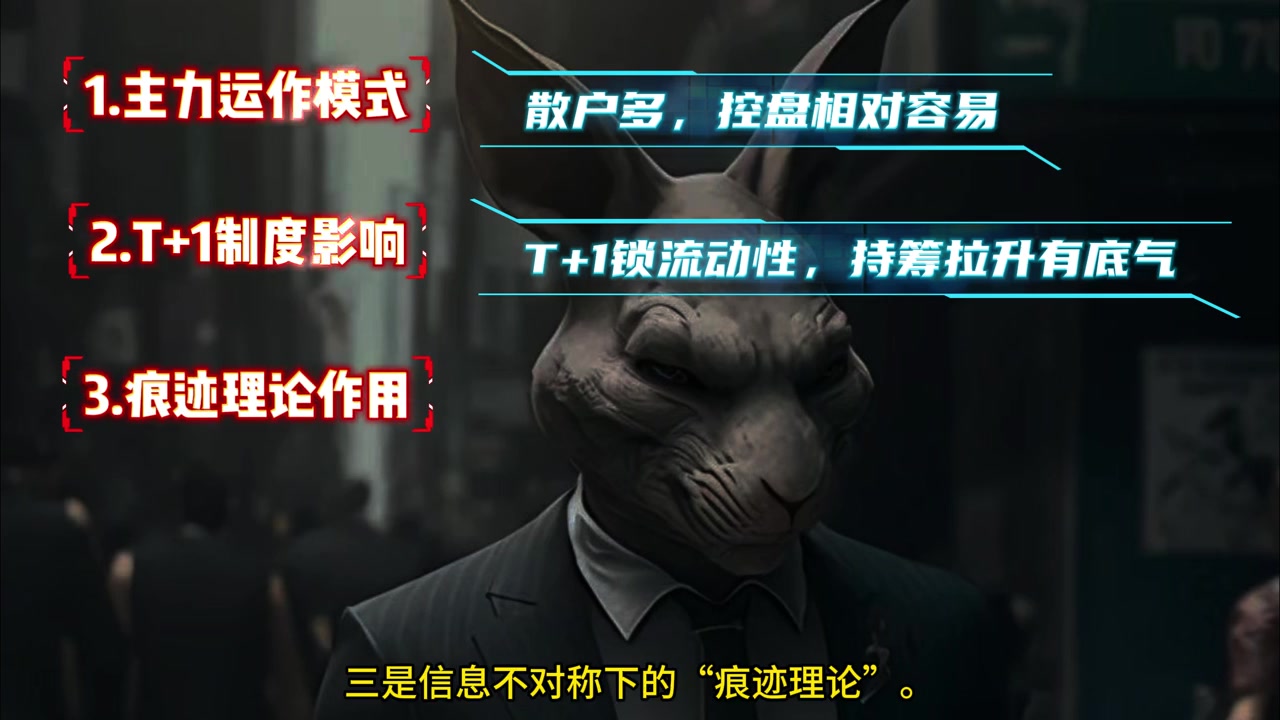 1.主力运作模式
散户多，控盘相对容易
2.T+1制度影响
T+1锁流动性，持筹拉升有底气
3.痕迹理论作用
三是信息不对称下的“痕迹理论”。